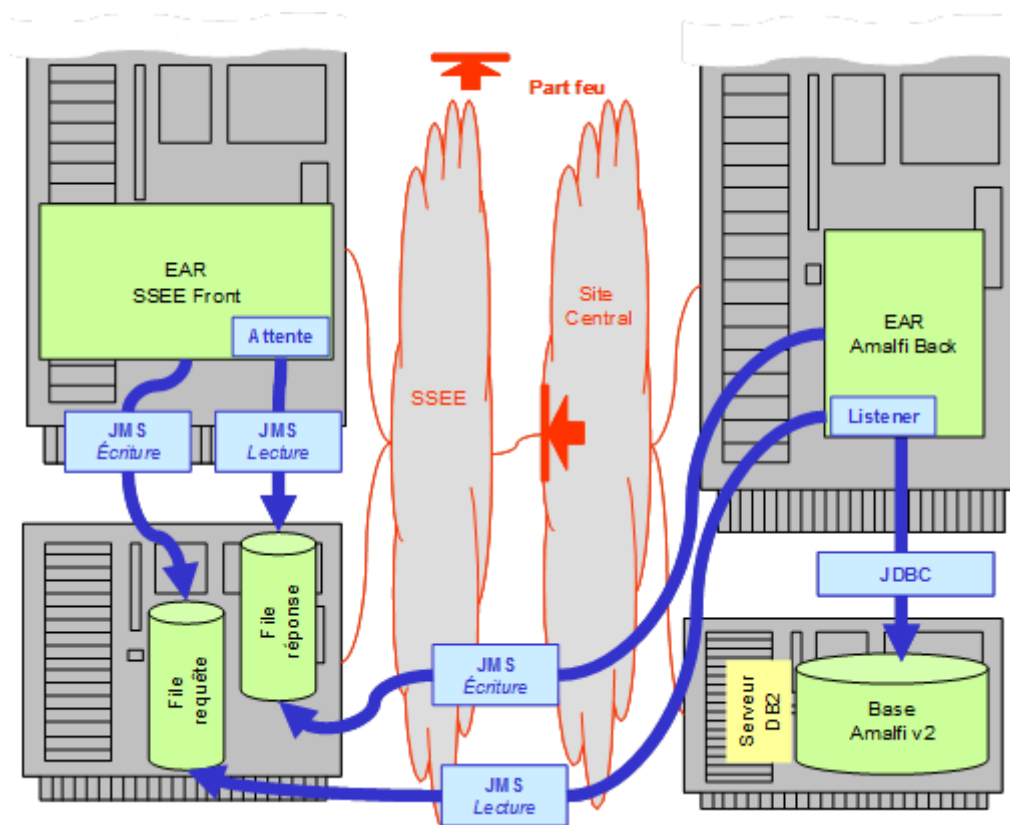 Part feu
EAR
SSEE Front
Attente
JMS
Écriture
JMS
Lecture
SSEE
Site
Central
EAR
Amalfi Back
Listener
JDBC
File
requête
File
réponse
JMS
Écriture
JMS
Lecture
Serveur
DB2
Base
Amalfi v2